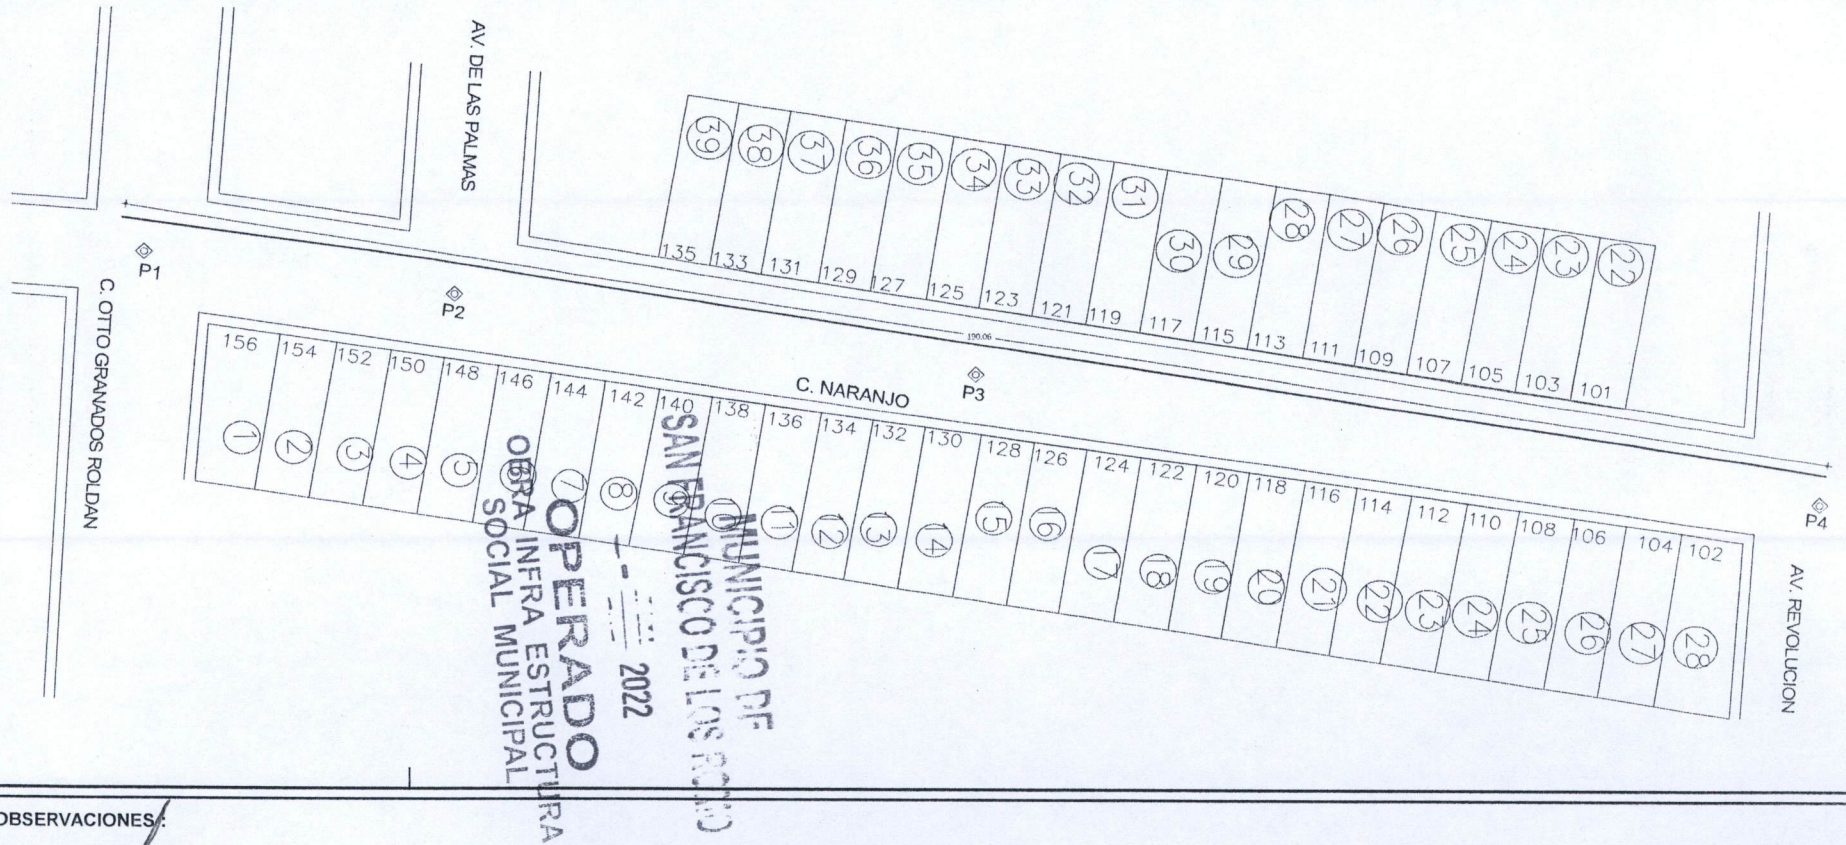 AV. DE LAS PALMAS
39 38 37 36 35 34 33 32 31 30 29 28 27 26 25 24 23 22
135 133 131 129 127 125 123 121 119 117 115 113 111 109 107 105 103 101
P1
P2
190.06
P3
P4
C. NARANJO
C. OTTO GRANADOS ROLDAN
156 154 152 150 148 146 144 142 140 138 136 134 132 130 128 126 124 122 120 118 116 114 112 110 108 106 104 102
1 2 3 4 5 6 7 8 9 10 11 12 13 14 15 16 17 18 19 20 21 22 23 24 25 26 27 28
AV. REVOLUCION
MUNICIPIO DE
SAN FRANCISCO DE LOS ROMO
2022
OPERADO
OBRA INFRA ESTRUCTURA
SOCIAL MUNICIPAL
OBSERVACIONES: